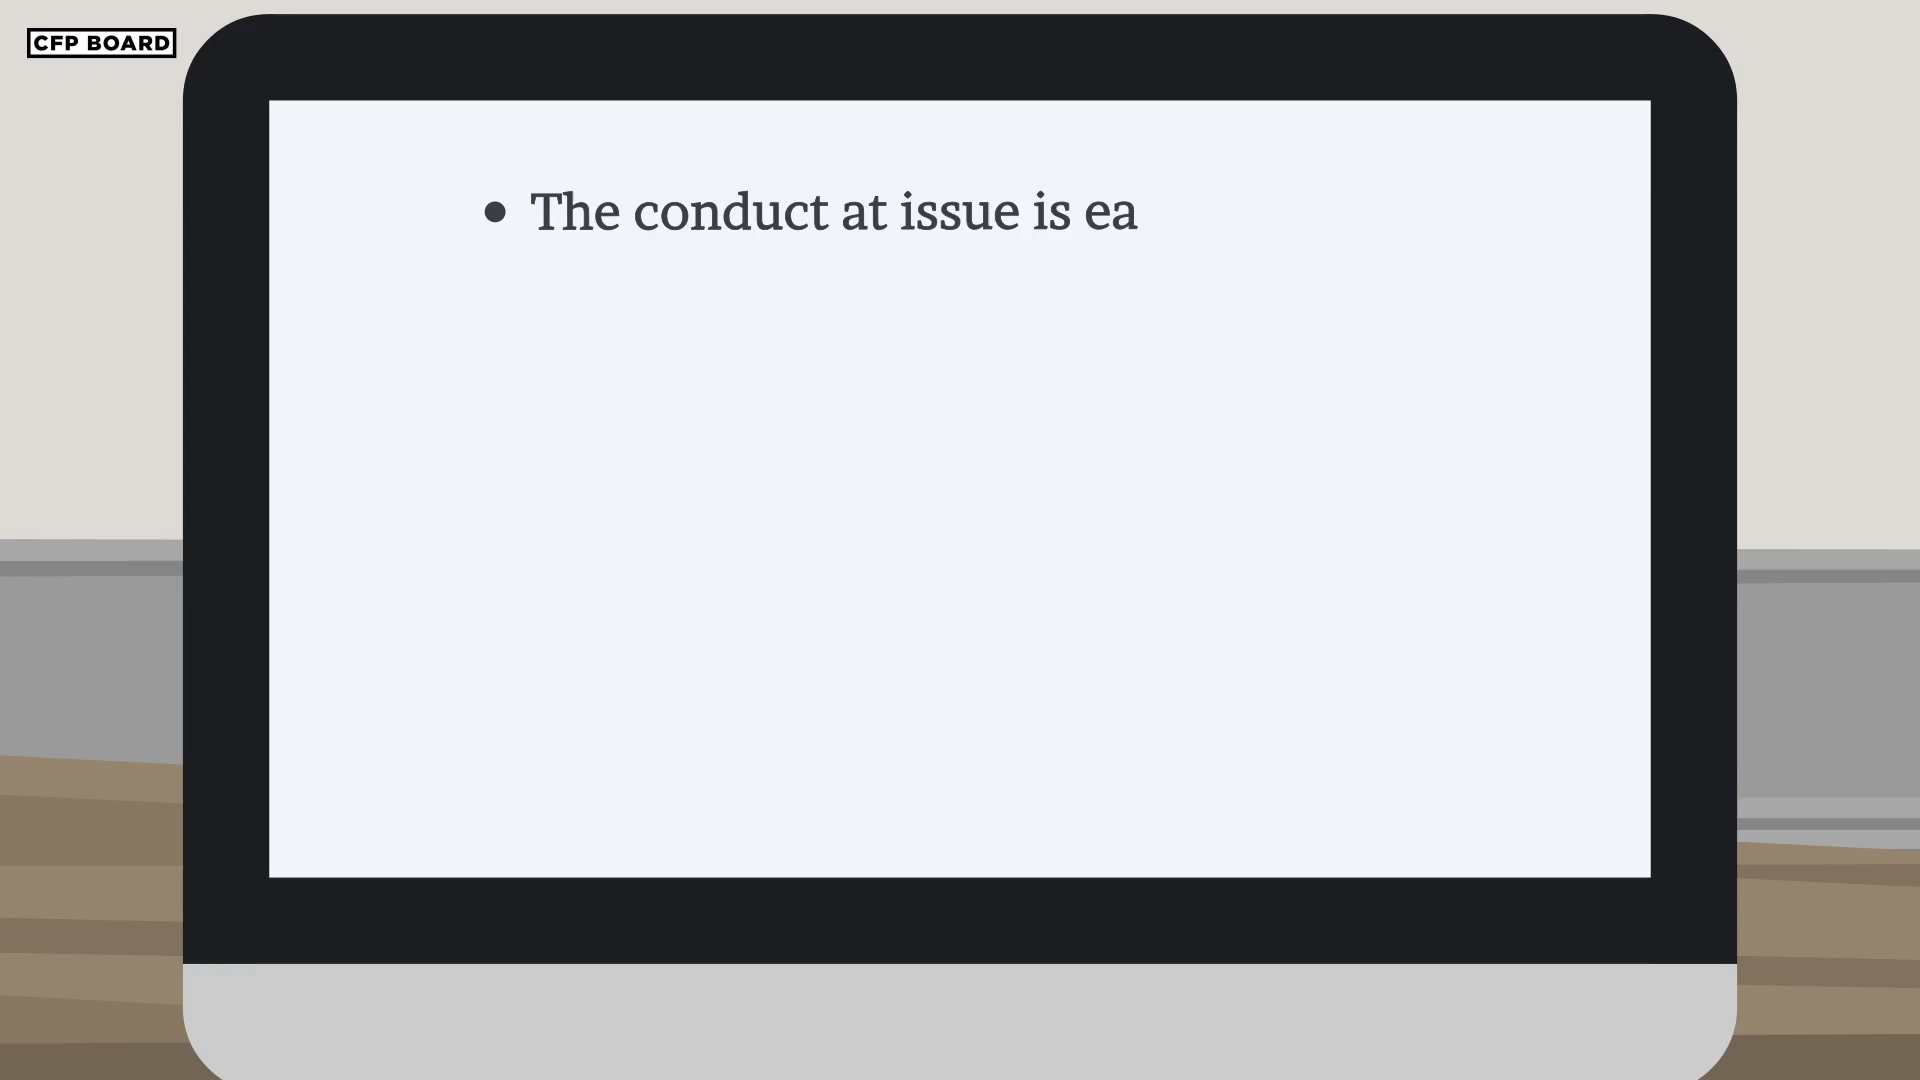 CFP BOARD
• The conduct at issue is ea